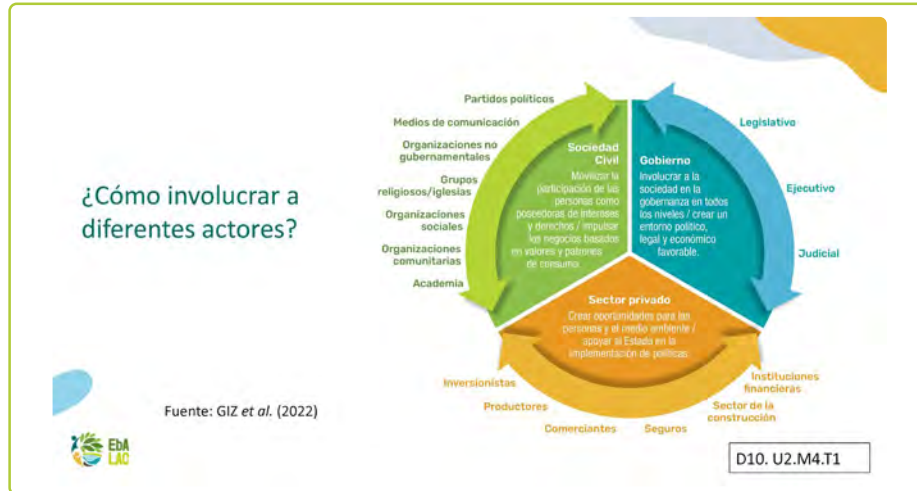 ¿Cómo involucrar a
diferentes actores?
Fuente: GIZ et al. (2022)
EbA
LAC
Partidos políticos
Medios de comunicación
Organizaciones no
gubernamentales
Grupos
religiosos/iglesias
Organizaciones
sociales
Organizaciones
comunitarias
Academia
Sociedad
Civil
Movilizar la
participación de las
personas como
poseedoras de intereses
y derechos / impulsar
los negocios basados
en valores y patrones
de consumo.
Gobierno
Involucrar a la
sociedad en la
gobernanza en todos
los niveles / crear un
entorno político,
legal y económico
favorable.
Legislativo
Ejecutivo
Judicial
Sector privado
Crear oportunidades para las
personas y el medio ambiente /
apoyar al Estado en la
implementación de políticas.
Inversionistas
Productores
Comerciantes
Seguros
Sector de la
construcción
Instituciones
financieras
D10. U2.M4.T1